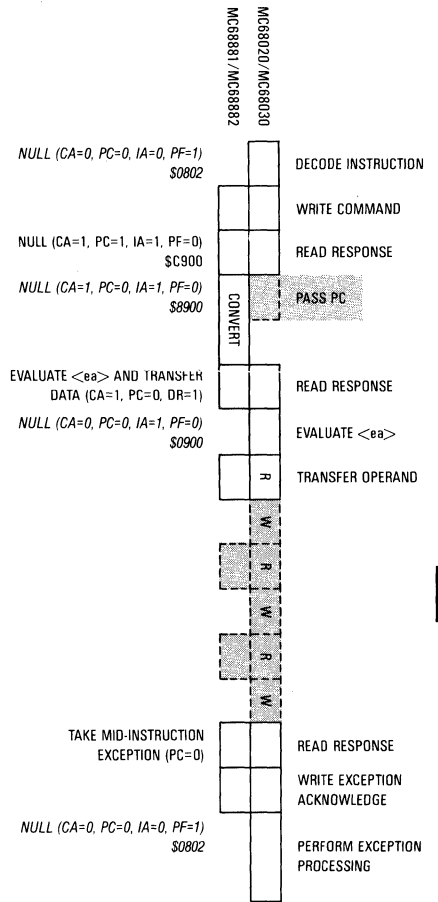 MC68881/MC68882
MC68020/MC68030
NULL (CA=0, PC=0, IA=0, PF=1)
$0802
DECODE INSTRUCTION
WRITE COMMAND
NULL (CA=1, PC=1, IA=1, PF=0)
$C900
READ RESPONSE
NULL (CA=1, PC=0, IA=1, PF=0)
$8900
CONVERT
PASS PC
EVALUATE <ea> AND TRANSFER
DATA (CA=1, PC=0, DR=1)
READ RESPONSE
NULL (CA=0, PC=0, IA=1, PF=0)
$0900
EVALUATE <ea>
R
TRANSFER OPERAND
W
R
W
R
W
TAKE MID-INSTRUCTION
EXCEPTION (PC=0)
READ RESPONSE
WRITE EXCEPTION
ACKNOWLEDGE
NULL (CA=0, PC=0, IA=0, PF=1)
$0802
PERFORM EXCEPTION
PROCESSING